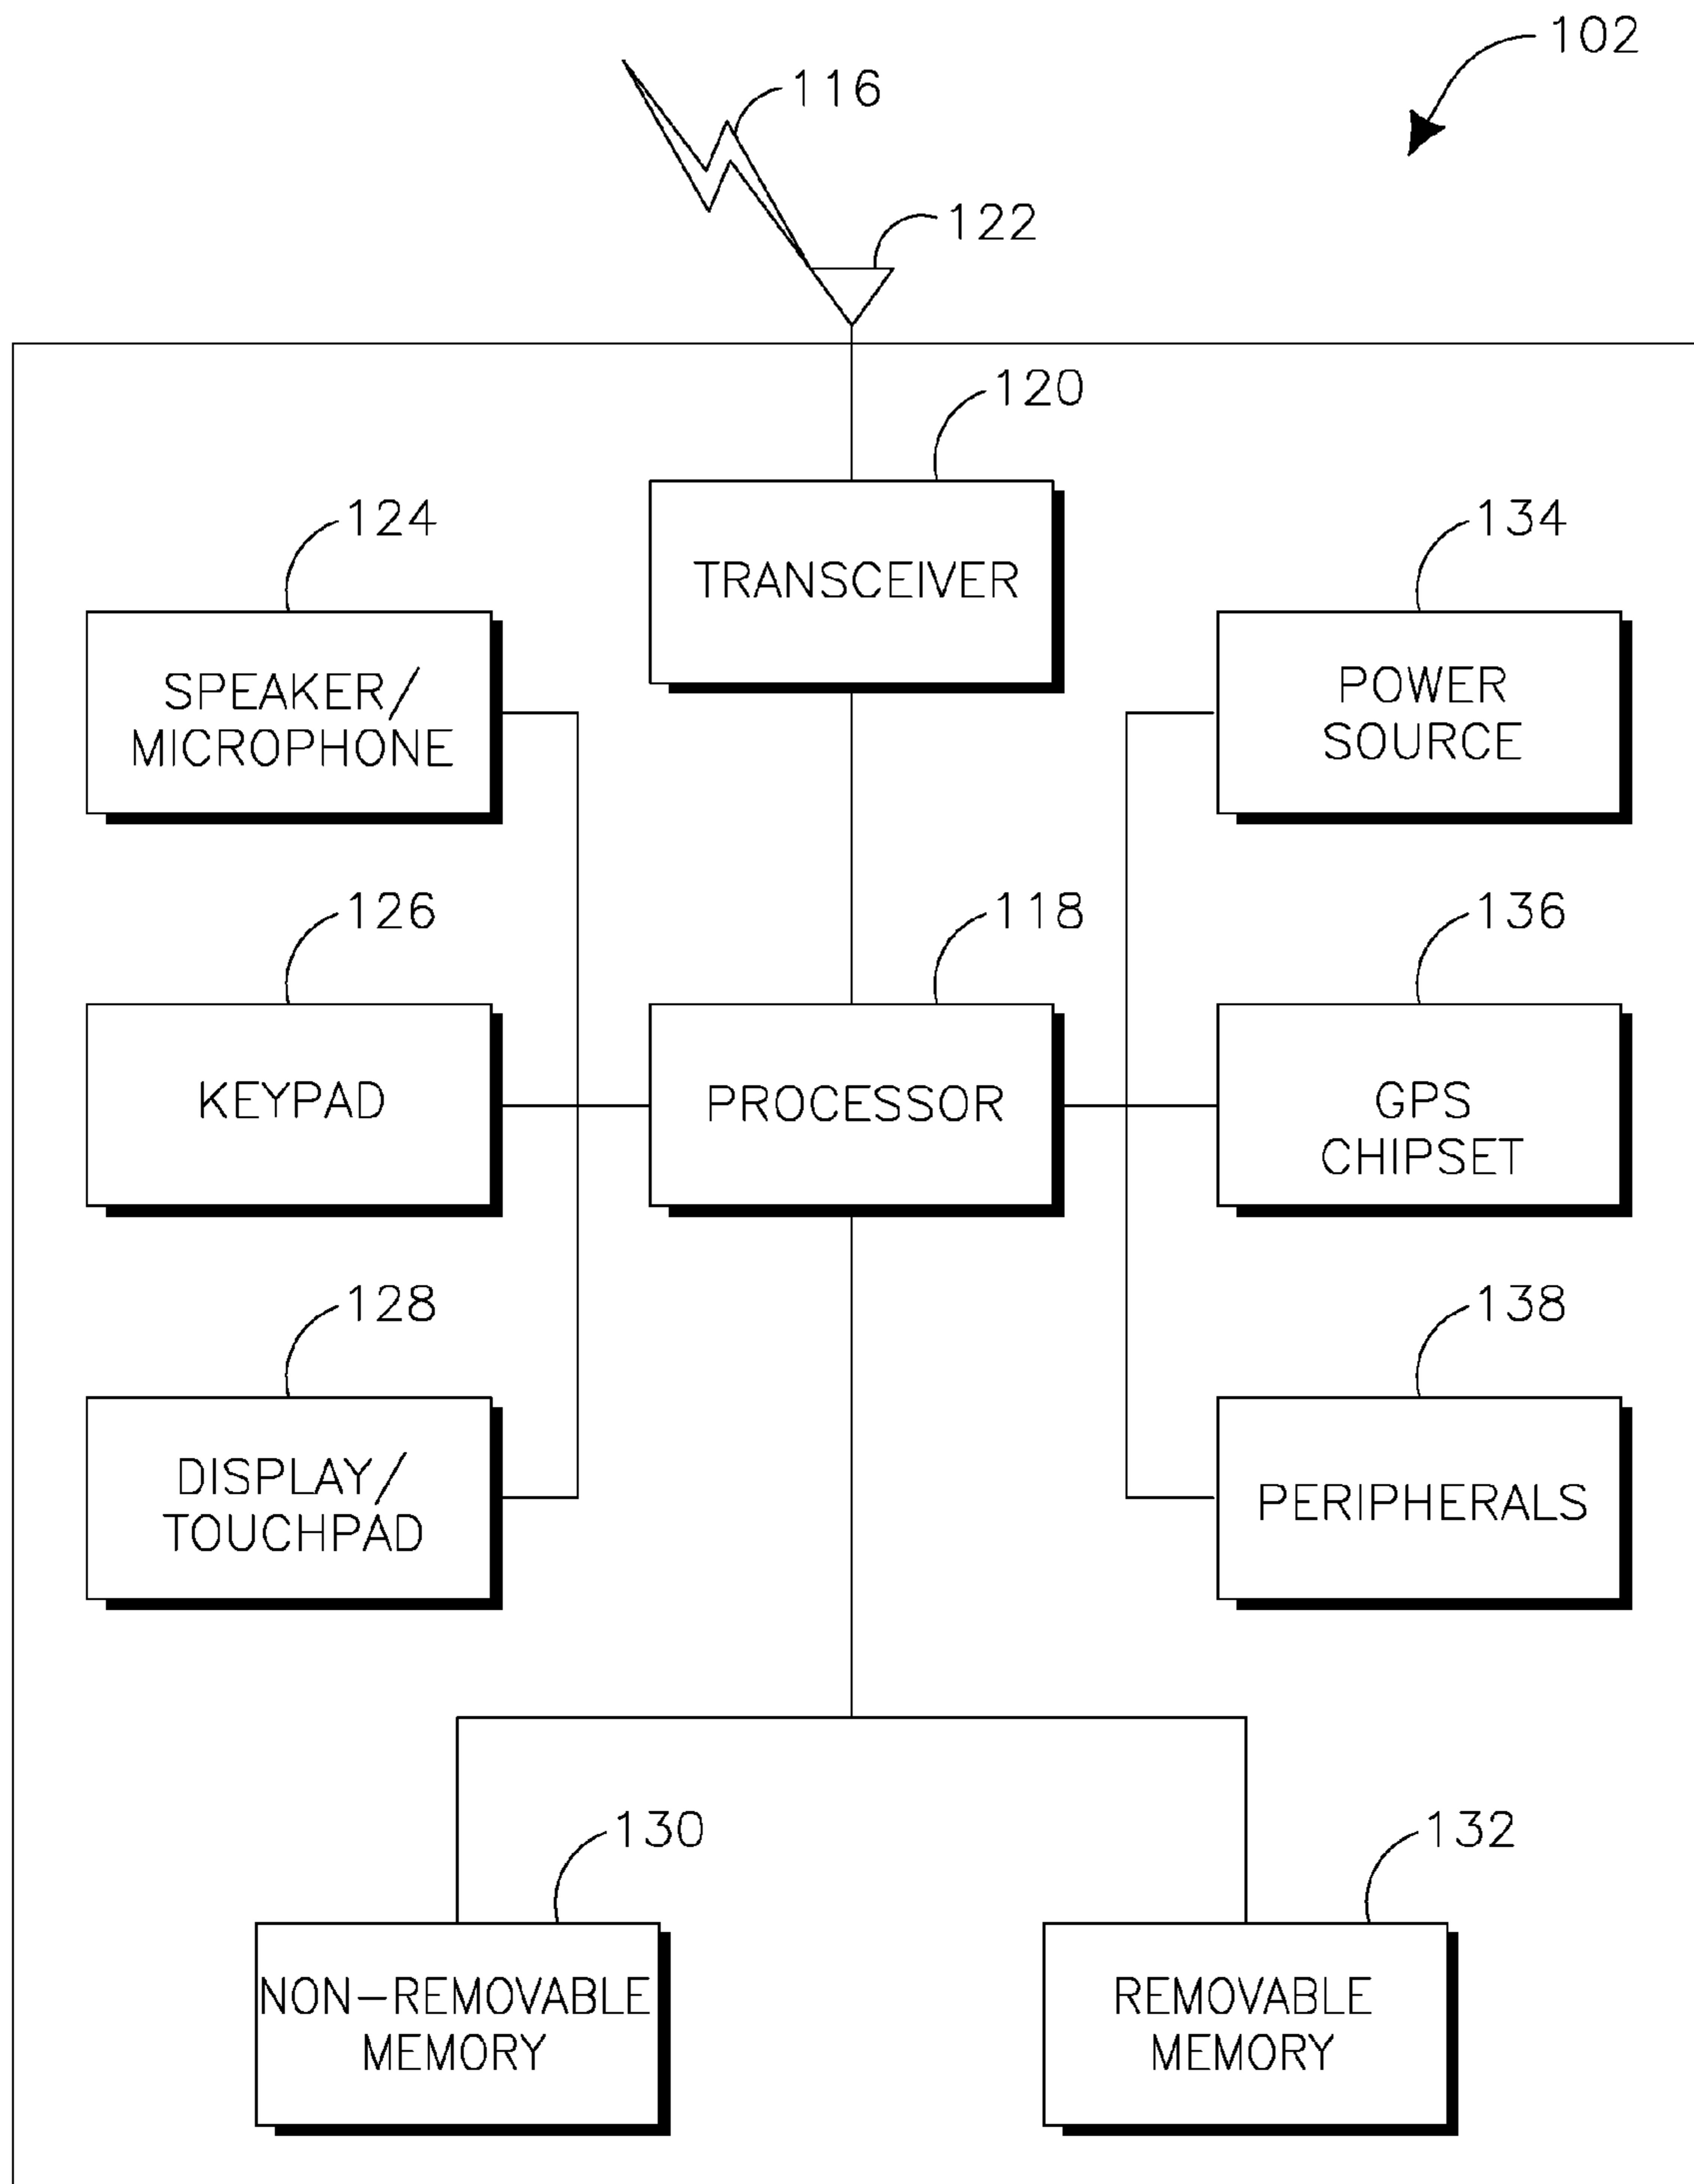 102
116
122
120
TRANSCEIVER
124
SPEAKER/
MICROPHONE
134
POWER
SOURCE
126
KEYPAD
118
PROCESSOR
136
GPS
CHIPSET
128
DISPLAY/
TOUCHPAD
138
PERIPHERALS
130
NON-REMOVABLE
MEMORY
132
REMOVABLE
MEMORY